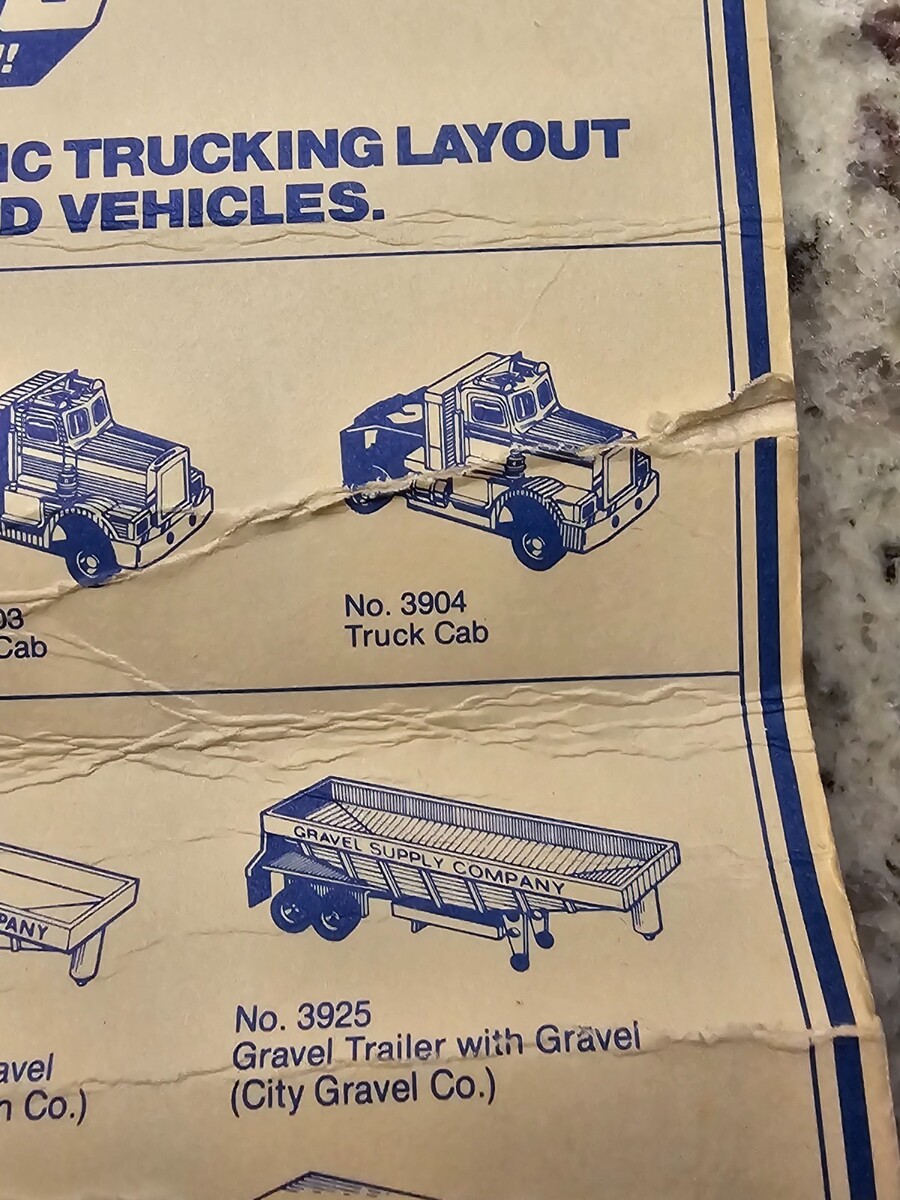 !!
IC TRUCKING LAYOUT
D VEHICLES.
03
Cab
No. 3904
Truck Cab
PANY
GRAVEL SUPPLY COMPANY
avel
n Co.)
No. 3925
Gravel Trailer with Gravel
(City Gravel Co.)